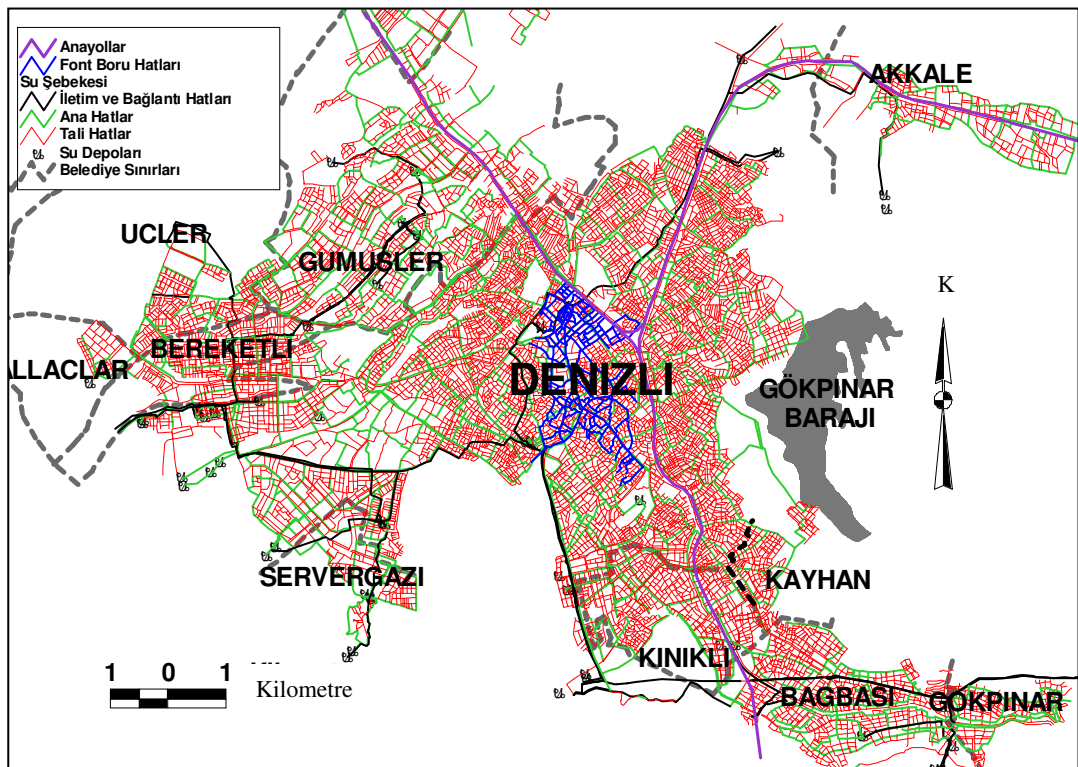 Anayollar
Font Boru Hatları
Su Şebekesi
İletim ve Bağlantı Hatları
Ana Hatlar
Tali Hatlar
Su Depoları
Belediye Sınırları
AKKALE
UCLER
GUMUSLER
K
BEREKETLI
ALLACLAR
DENIZLI
GÖKPINAR
BARAJI
SERVERGAZI
KAYHAN
KINIKLI
BAGBASI
GÖKPINAR
1 0 1
Kilometre